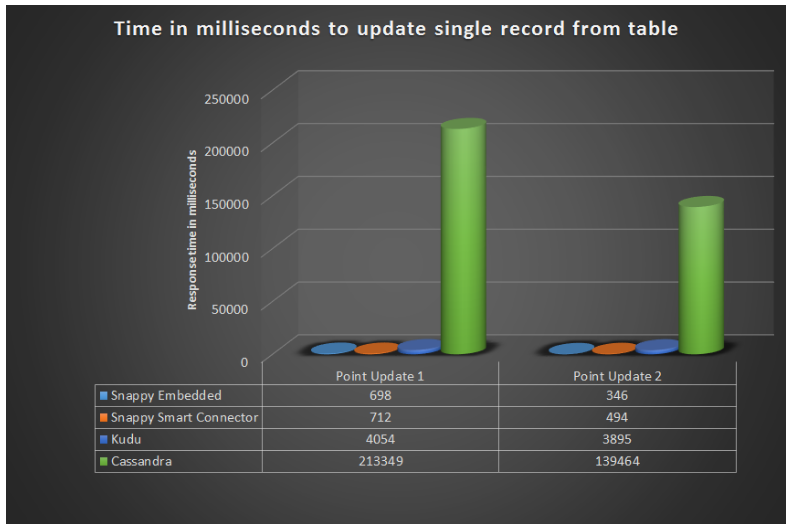 Time in milliseconds to update single record from table
Response time in milliseconds
250000
200000
150000
100000
50000
0
Point Update 1 Point Update 2
Snappy Embedded 698 346
Snappy Smart Connector 712 494
Kudu 4054 3895
Cassandra 213349 139464